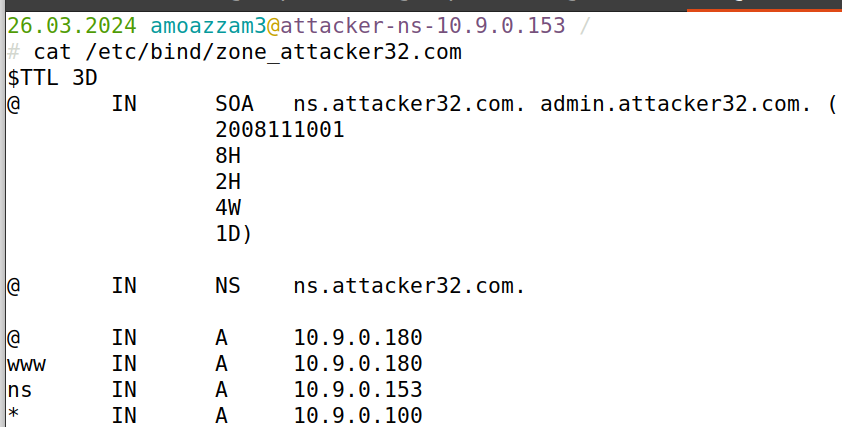 26.03.2024 amoazzam3@attacker-ns-10.9.0.153 /
# cat /etc/bind/zone_attacker32.com
$TTL 3D
@       IN      SOA   ns.attacker32.com. admin.attacker32.com. (
                2008111001
                8H
                2H
                4W
                1D)

@       IN      NS    ns.attacker32.com.

@       IN      A     10.9.0.180
www     IN      A     10.9.0.180
ns      IN      A     10.9.0.153
*       IN      A     10.9.0.100